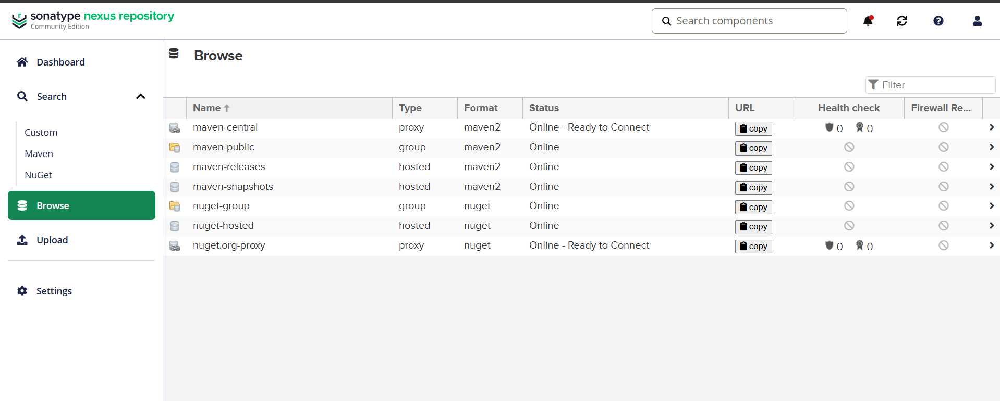 sonatype nexus repository
Community Edition
Search components
Dashboard
Search
Custom
Maven
NuGet
Browse
Upload
Settings
Browse
Filter
Name Type Format Status URL Health check Firewall Re...
maven-central proxy maven2 Online - Ready to Connect copy 0 0
maven-public group maven2 Online copy
maven-releases hosted maven2 Online copy
maven-snapshots hosted maven2 Online copy
nuget-group group nuget Online copy
nuget-hosted hosted nuget Online copy
nuget.org-proxy proxy nuget Online - Ready to Connect copy 0 0